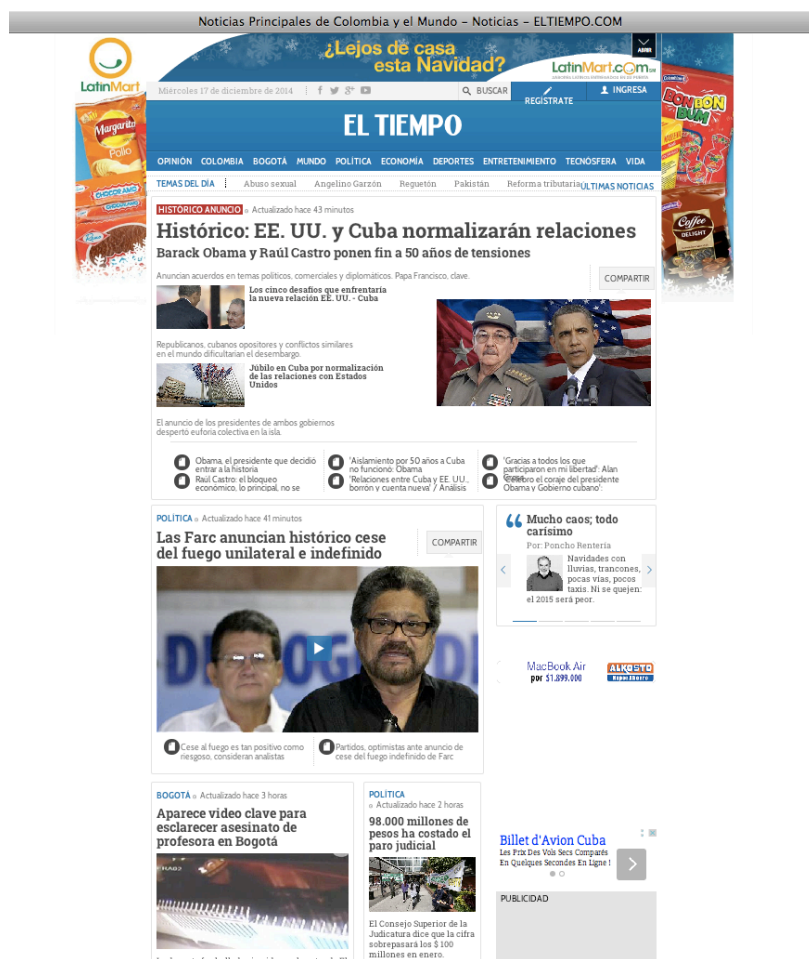 Noticias Principales de Colombia y el Mundo – Noticias – ELTIEMPO.COM
LatinMart
¿Lejos de casa
esta Navidad?
LatinMart.Com
ABRIR
Miércoles 17 de diciembre de 2014
BUSCAR
REGÍSTRATE
INGRESA
Margarita
Pollo
CHOCORAMO
BON BON
BUM
Coffee
DELIGHT
EL TIEMPO
OPINIÓN COLOMBIA BOGOTÁ MUNDO POLÍTICA ECONOMÍA DEPORTES ENTRETENIMIENTO TECNÓSFERA VIDA
TEMAS DEL DÍA Abuso sexual Angelino Garzón Reguetón Pakistán Reforma tributaria ÚLTIMAS NOTICIAS
HISTÓRICO ANUNCIO Actualizado hace 43 minutos
Histórico: EE. UU. y Cuba normalizarán relaciones
Barack Obama y Raúl Castro ponen fin a 50 años de tensiones
Anuncian acuerdos en temas políticos, comerciales y diplomáticos. Papa Francisco, clave.
COMPARTIR
Los cinco desafíos que enfrentaría
la nueva relación EE. UU. - Cuba
Republicanos, cubanos opositores y conflictos similares
en el mundo dificultarían el desembargo.
Júbilo en Cuba por normalización
de las relaciones con Estados
Unidos
El anuncio de los presidentes de ambos gobiernos
despertó euforia colectiva en la isla.
Obama, el presidente que decidió
entrar a la historia
Raúl Castro: el bloqueo
económico, lo principal, no se
'Aislamiento por 50 años a Cuba
no funcionó: Obama
'Relaciones entre Cuba y EE. UU.,
borrón y cuenta nueva' / Análisis
'Gracias a todos los que
participaron en mi libertad': Alan
Gross
'Celebro el coraje del presidente
Obama y Gobierno cubano':
POLÍTICA Actualizado hace 41 minutos
Las Farc anuncian histórico cese
del fuego unilateral e indefinido
COMPARTIR
Cese al fuego es tan positivo como
riesgoso, consideran analistas
Partidos, optimistas ante anuncio de
cese del fuego indefinido de Farc
Mucho caos; todo
carísimo
Por: Poncho Rentería
Navidades con
lluvias, trancones,
pocas vías, pocos
taxis. Ni se quejen:
el 2015 será peor.
MacBook Air
por $1.899.000
ALKOSTO
BOGOTÁ Actualizado hace 3 horas
Aparece video clave para
esclarecer asesinato de
profesora en Bogotá
POLÍTICA
Actualizado hace 2 horas
98.000 millones de
pesos ha costado el
paro judicial
El Consejo Superior de la
Judicatura dice que la cifra
sobrepasará los $ 100
millones en enero.
Billet d'Avion Cuba
Les Prix Des Vols Secs Comparés
En Quelques Secondes En Ligne !
PUBLICIDAD